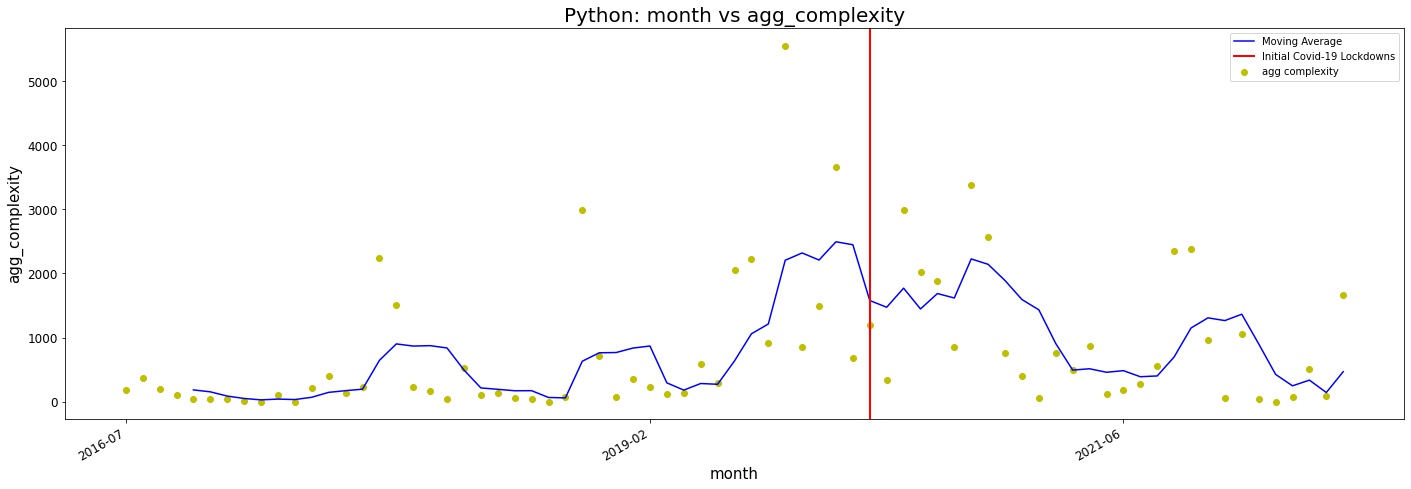 Python: month vs agg_complexity
Moving Average
Initial Covid-19 Lockdowns
agg complexity
agg_complexity
5000
4000
3000
2000
1000
0
2016-07
2019-02
2021-06
month